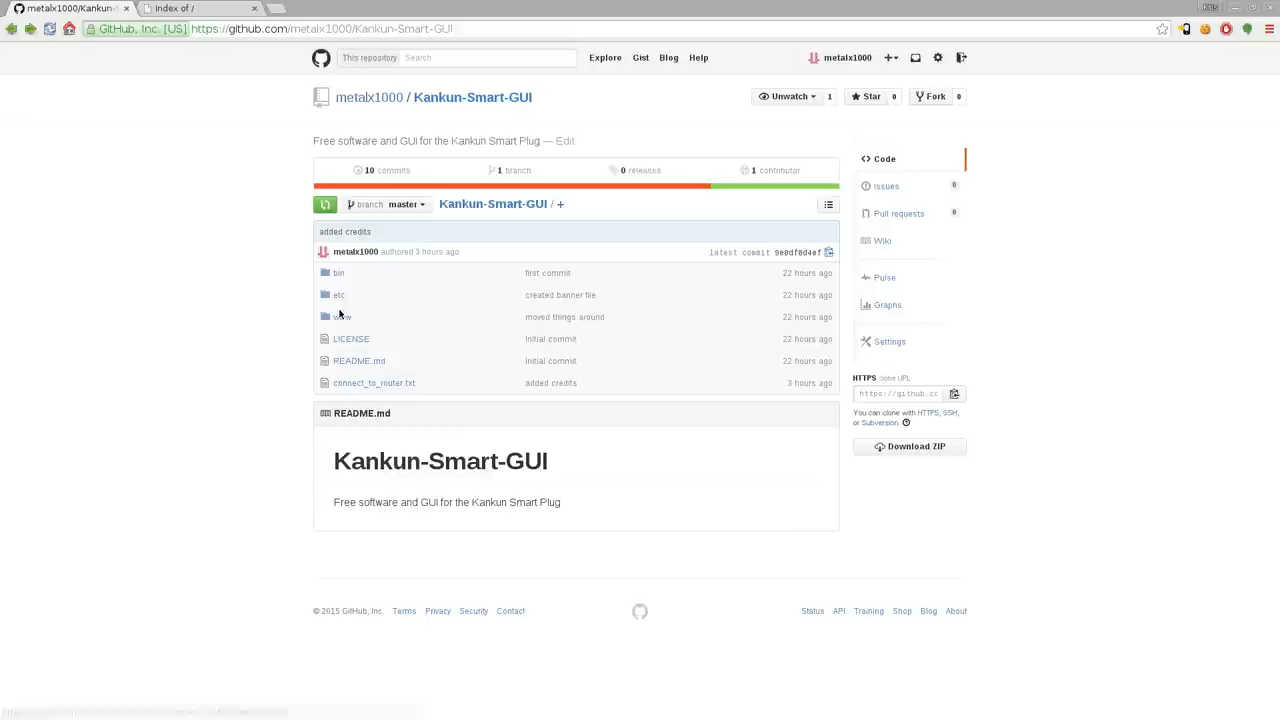 metalx1000/Kankun- Index of /
GitHub, Inc. [US] https://github.com/metalx1000/Kankun-Smart-GUI
This repository Search Explore Gist Blog Help metalx1000
metalx1000 / Kankun-Smart-GUI Unwatch 1 Star 0 Fork 0
Free software and GUI for the Kankun Smart Plug — Edit
10 commits 1 branch 0 releases 1 contributor
branch master Kankun-Smart-GUI / +
added credits
metalx1000 authored 3 hours ago latest commit
bin first commit 22 hours ago
etc created banner file. 22 hours ago
www moved things around 22 hours ago
LICENSE Initial commit 22 hours ago
README.md Initial commit 22 hours ago
connect_to_router.txt added credits 3 hours ago
README.md
Kankun-Smart-GUI
Free software and GUI for the Kankun Smart Plug
Code
Issues 0
Pull requests 0
Wiki
Pulse
Graphs
Settings
HTTPS clone URL
https://github.cc
You can clone with HTTPS, SSH,
or Subversion.
Download ZIP
© 2015 GitHub, Inc. Terms Privacy Security Contact Status API Training Shop Blog About